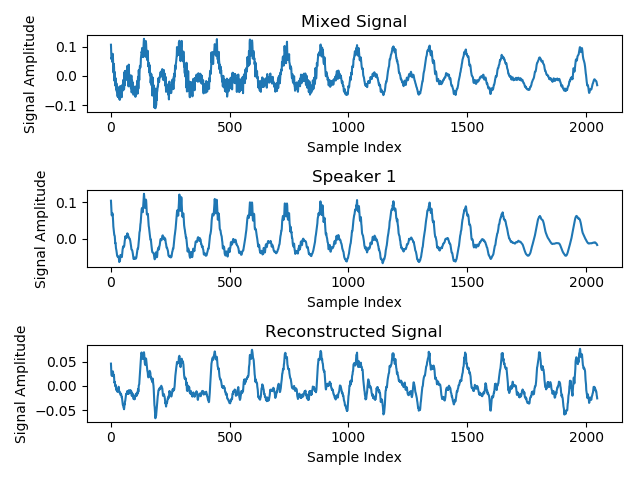 Mixed Signal
Signal Amplitude
0.1
0.0
−0.1
0 500 1000 1500 2000
Sample Index
Speaker 1
Signal Amplitude
0.1
0.0
0 500 1000 1500 2000
Sample Index
Reconstructed Signal
Signal Amplitude
0.05
0.00
−0.05
0 500 1000 1500 2000
Sample Index